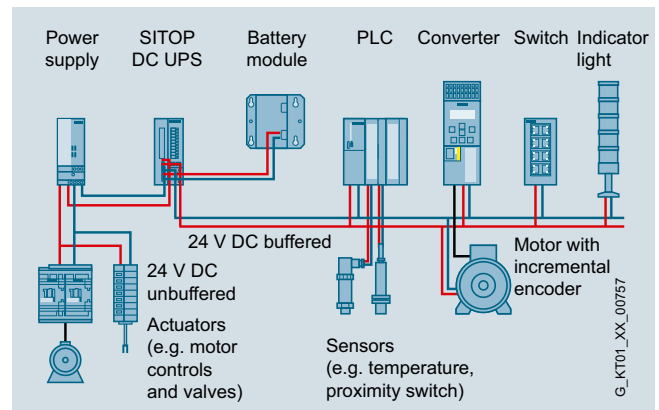 Power
supply
SITOP
DC UPS
Battery
module
PLC
Converter
Switch
Indicator
light
24 V DC buffered
24 V DC
unbuffered
Actuators
(e.g. motor
controls
and valves)
Sensors
(e.g. temperature,
proximity switch)
Motor with
incremental
encoder
G_KT01_XX_00757